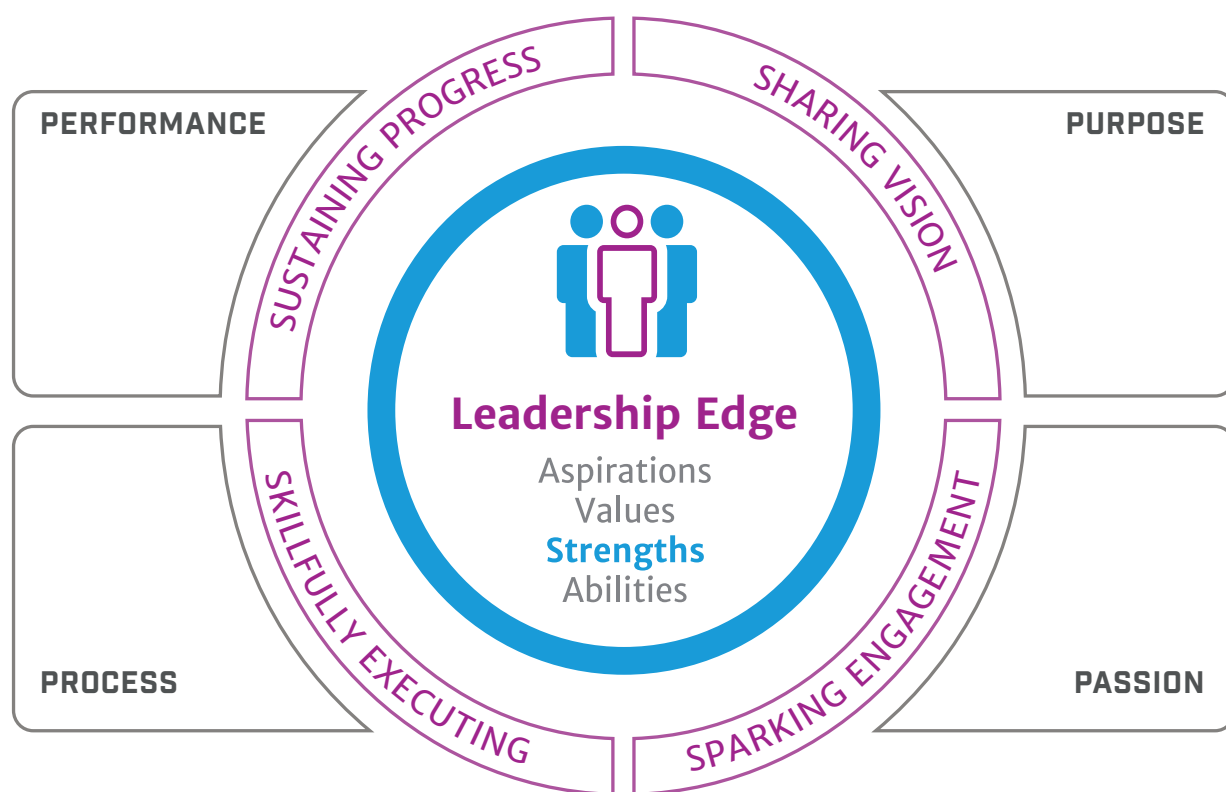 PERFORMANCE
SUSTAINING PROGRESS
SHARING VISION
PURPOSE
Leadership Edge
Aspirations
Values
Strengths
Abilities
PROCESS
SKILLFULLY EXECUTING
SPARKING ENGAGEMENT
PASSION